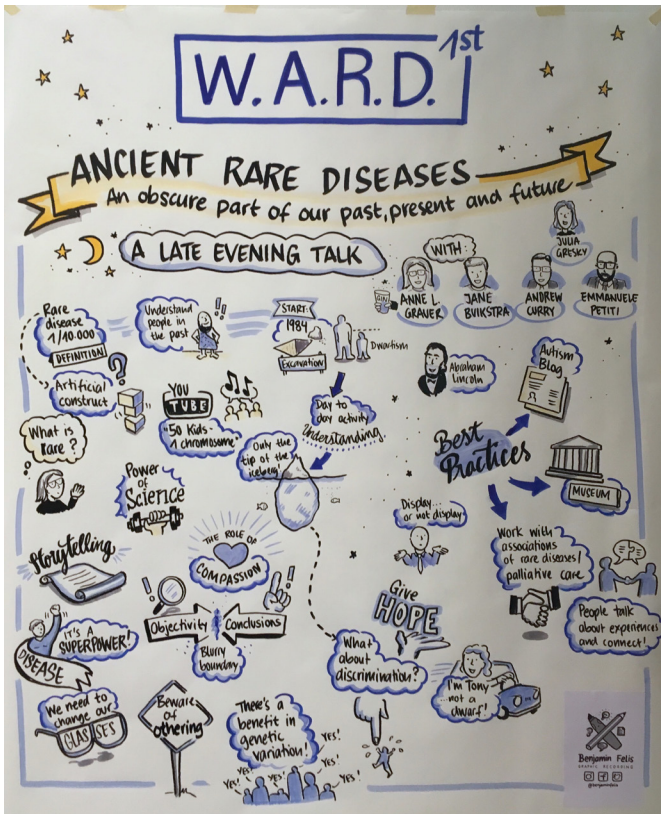 W.A.R.D. 1st
ANCIENT RARE DISEASES
An obscure part of our past, present and future
A LATE EVENING TALK
WITH:
JULIA
GRESKY
ANNE L.
GRAUER
JANE
BUIKSTRA
ANDREW
CURRY
EMMANUELE
PETITI
Rare
disease
1/10.000
DEFINITION
?
Artificial
construct
Understand
people in
the past
!!
START:
1984
Excavation
Dwarfism
Abraham
Lincoln
Autism
Blog
What is
Rare?
YOU
TUBE
"50 Kids-
1 chromosome"
Day to
day activity
Understanding
Only the
tip of the
iceberg!
Best
Practices
MUSEUM
Power
of
Science
Display...
or not display
Work with
associations
of rare diseases/
palliative care
Storytelling
THE ROLE OF
COMPASSION
Give
HOPE
People talk
about experiences
and connect!
IT'S A
SUPERPOWER!
DISEASE
!
Objectivity
Conclusions
!
Blurry
boundary
What
about
discrimination?
I'm Tony
...not a
dwarf!
We need to
change our
GLASSES
Beware
of
othering
There's a
benefit in
genetic
variation!
YES!
YES!
YES!
YES!
YES!
Benjamin Felis
GRAPHIC RECORDING
@benjaminfelis